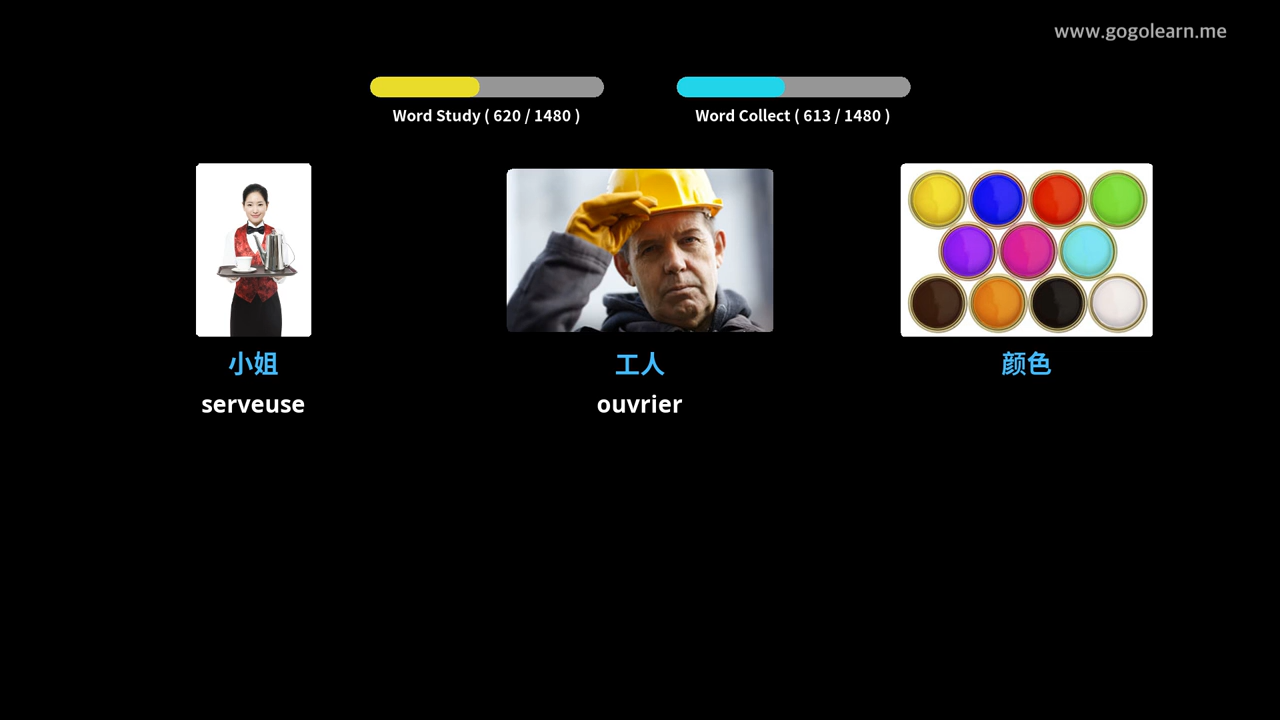 www.gogolearn.me
Word Study ( 620 / 1480 )
Word Collect ( 613 / 1480 )
小姐
工人
颜色
serveuse
ouvrier